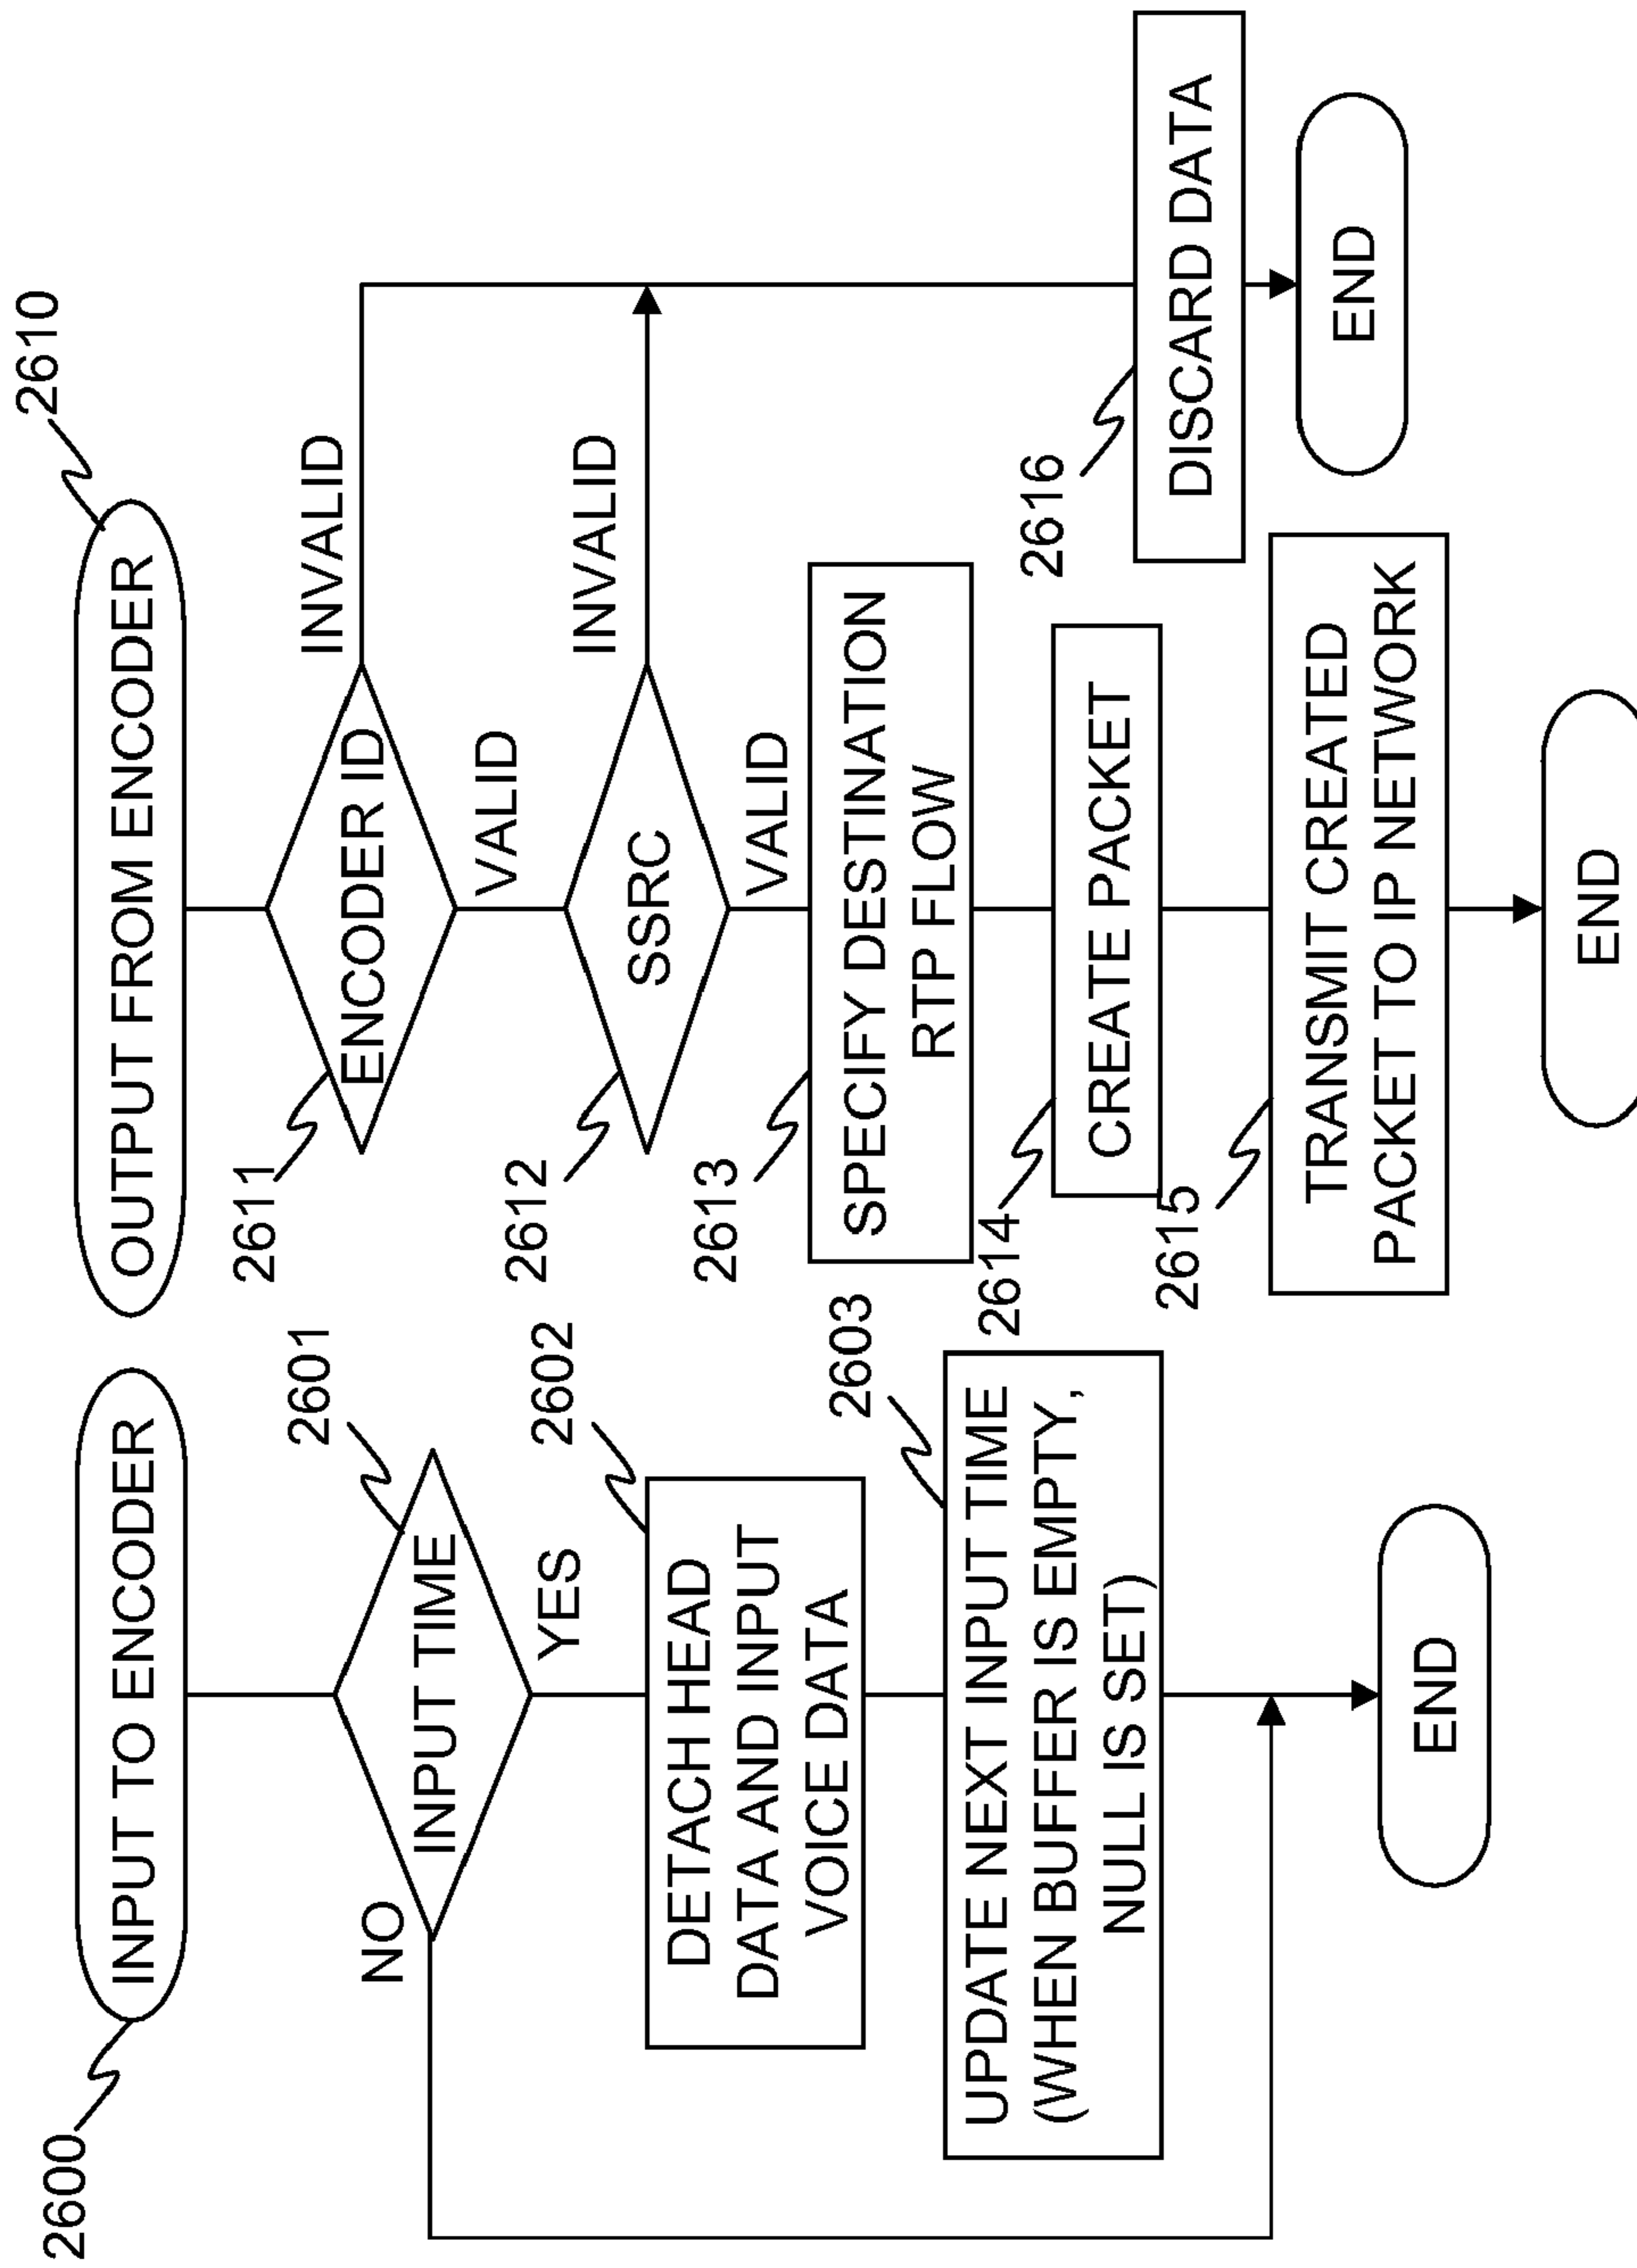 2600
INPUT TO ENCODER
2601
INPUT TIME
NO
YES
2602
DETACH HEAD
DATA AND INPUT
VOICE DATA
2603
UPDATE NEXT INPUT TIME
(WHEN BUFFER IS EMPTY,
NULL IS SET)
END
2610
OUTPUT FROM ENCODER
2611
ENCODER ID
INVALID
VALID
2612
SSRC
INVALID
VALID
2613
SPECIFY DESTINATION
RTP FLOW
2614
CREATE PACKET
2615
TRANSMIT CREATED
PACKET TO IP NETWORK
END
2616
DISCARD DATA
END